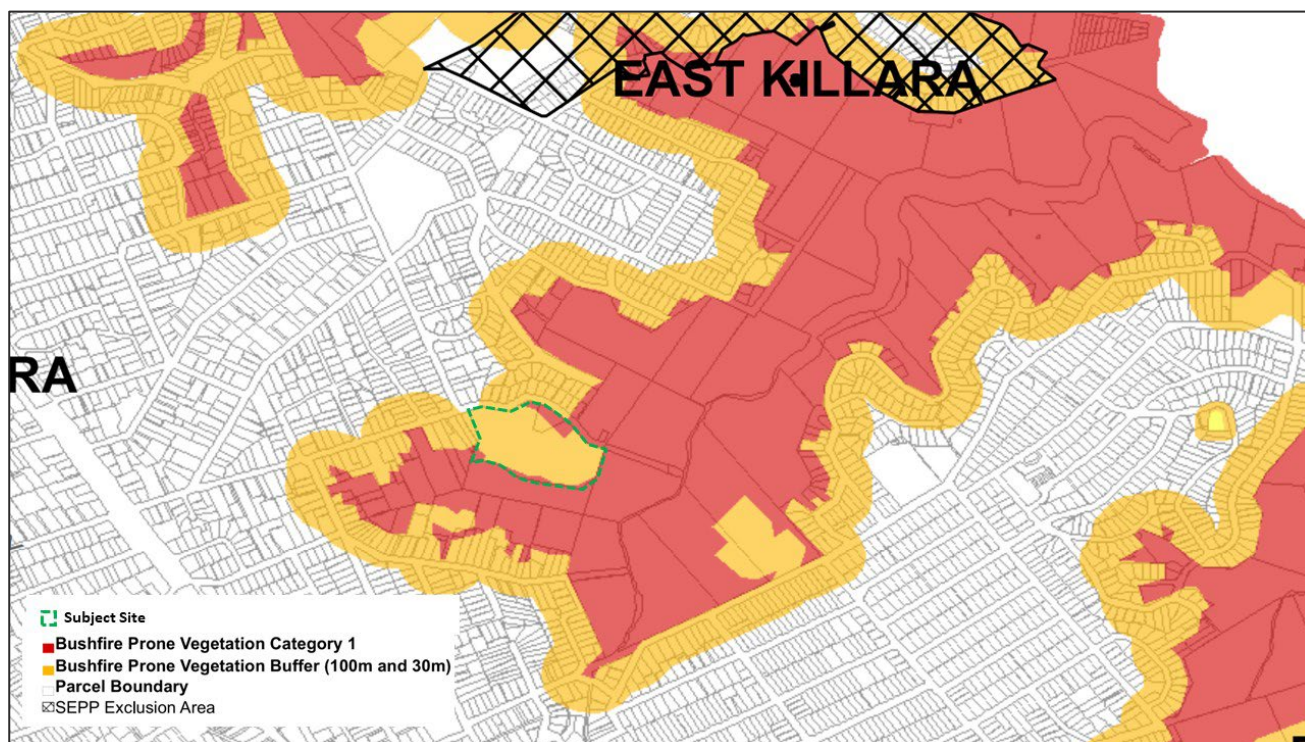 EAST KILLARA
RA
Subject Site
Bushfire Prone Vegetation Category 1
Bushfire Prone Vegetation Buffer (100m and 30m)
Parcel Boundary
SEPP Exclusion Area